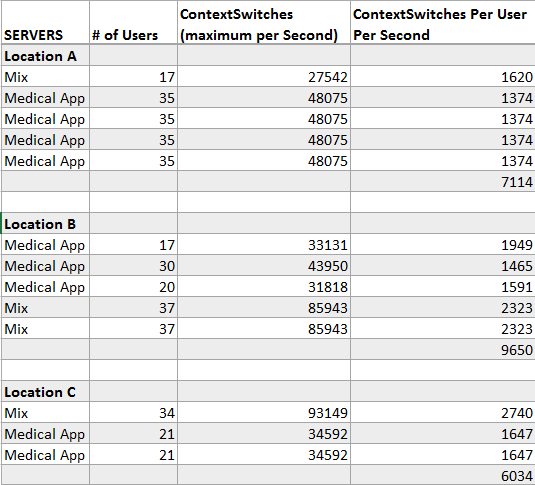 SERVERS # of Users ContextSwitches (maximum per Second) ContextSwitches Per User Per Second
Location A
Mix 17 27542 1620
Medical App 35 48075 1374
Medical App 35 48075 1374
Medical App 35 48075 1374
Medical App 35 48075 1374
7114
Location B
Medical App 17 33131 1949
Medical App 30 43950 1465
Medical App 20 31818 1591
Mix 37 85943 2323
Mix 37 85943 2323
9650
Location C
Mix 34 93149 2740
Medical App 21 34592 1647
Medical App 21 34592 1647
6034